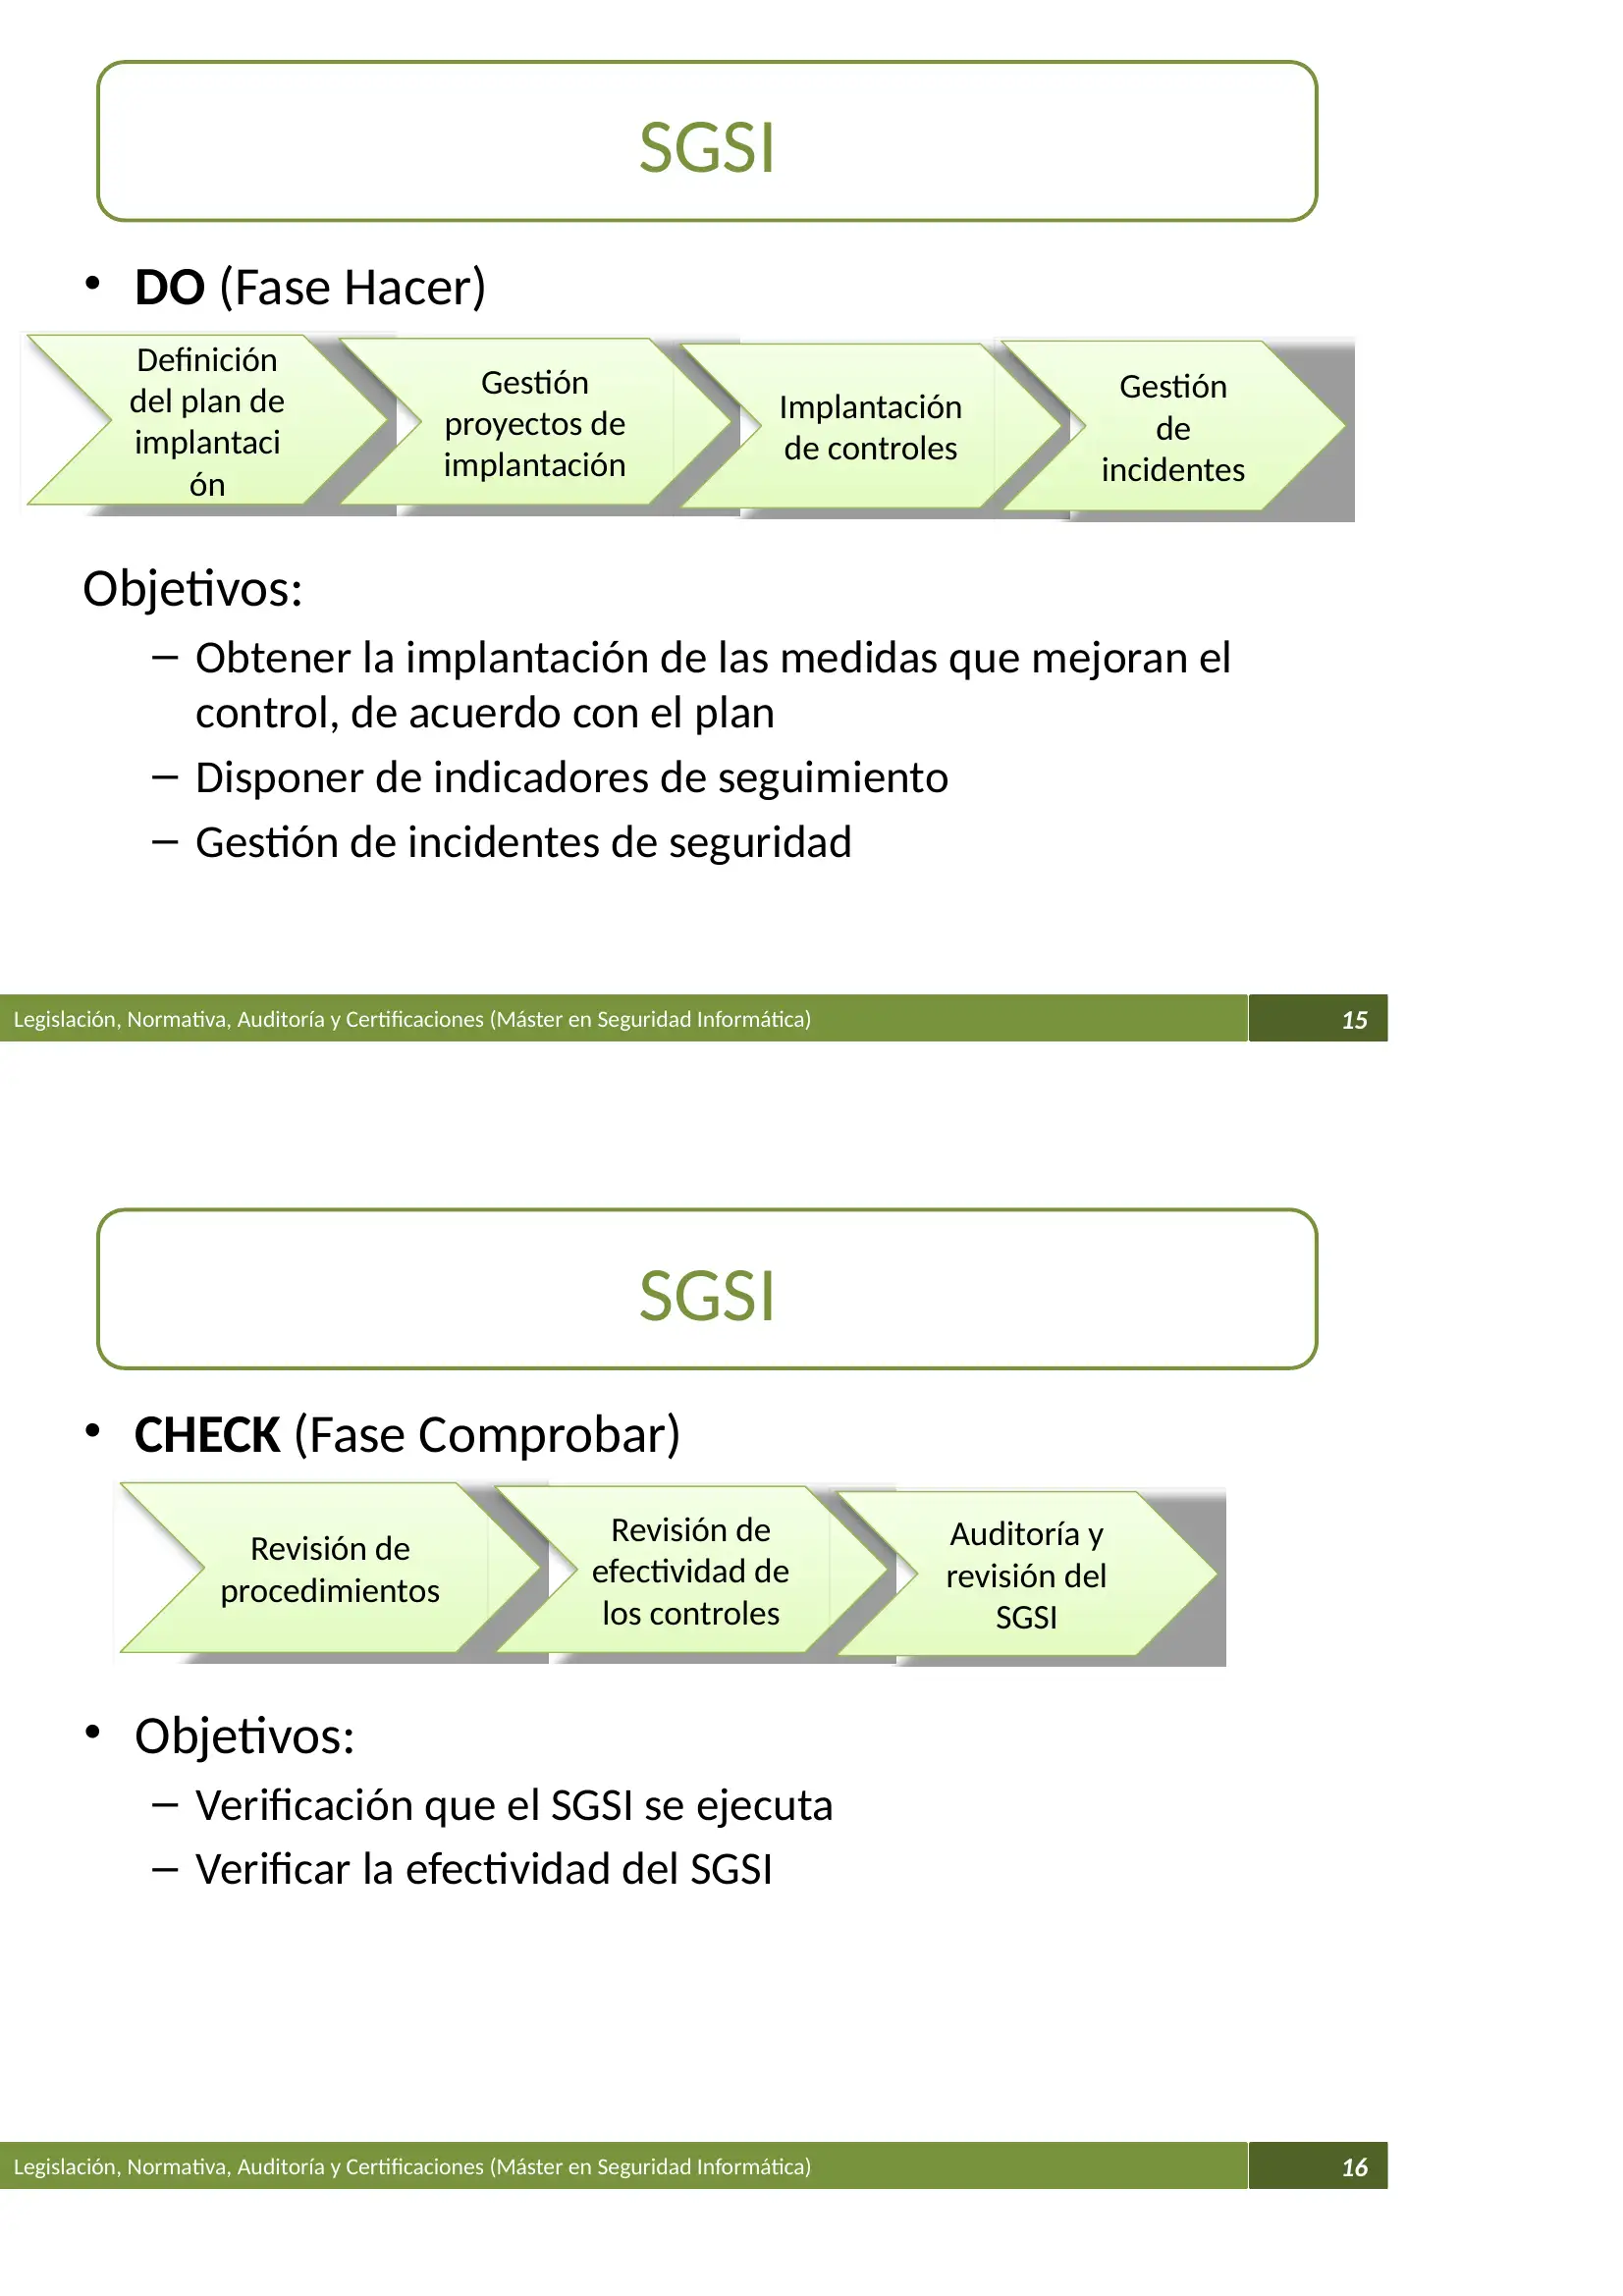 SGSI
• DO (Fase Hacer)
Definición
del plan de
implantaci
ón
Gestión
proyectos de
implantación
Implantación
de controles
Gestión
de
incidentes
Objetivos:
– Obtener la implantación de las medidas que mejoran el
control, de acuerdo con el plan
– Disponer de indicadores de seguimiento
– Gestión de incidentes de seguridad
Legislación, Normativa, Auditoría y Certificaciones (Máster en Seguridad Informática)
15
SGSI
• CHECK (Fase Comprobar)
Revisión de
procedimientos
Revisión de
efectividad de
los controles
Auditoría y
revisión del
SGSI
• Objetivos:
– Verificación que el SGSI se ejecuta
– Verificar la efectividad del SGSI
Legislación, Normativa, Auditoría y Certificaciones (Máster en Seguridad Informática)
16